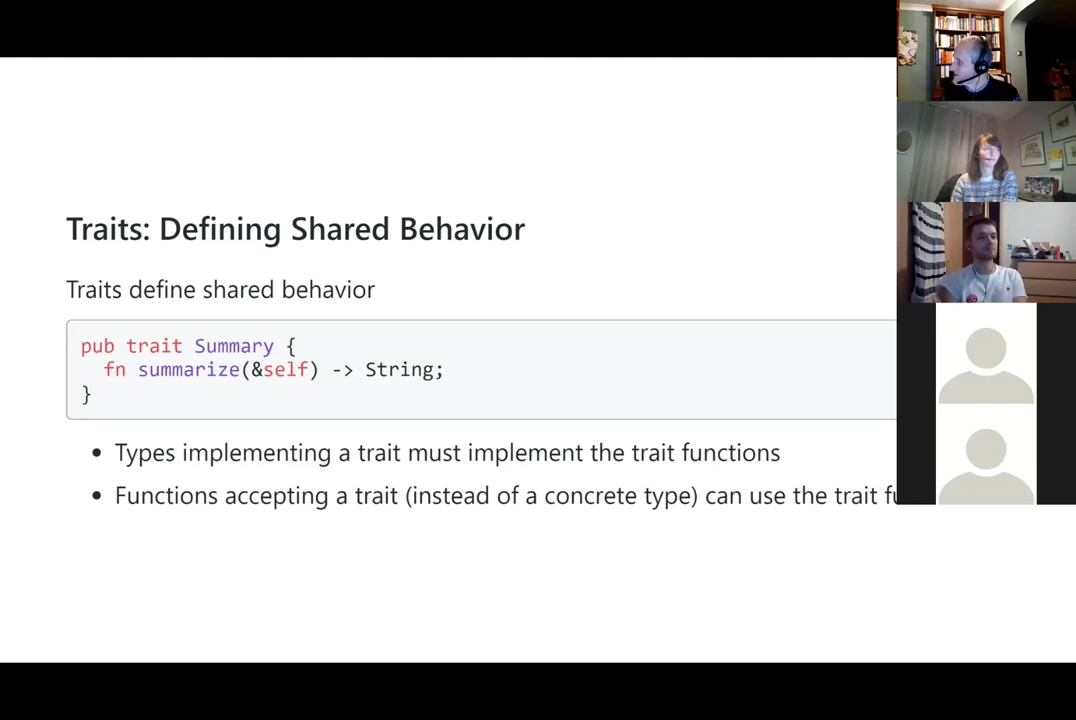 Traits: Defining Shared Behavior
Traits define shared behavior
pub trait Summary {
fn summarize(&self) -> String;
}
• Types implementing a trait must implement the trait functions
• Functions accepting a trait (instead of a concrete type) can use the trait